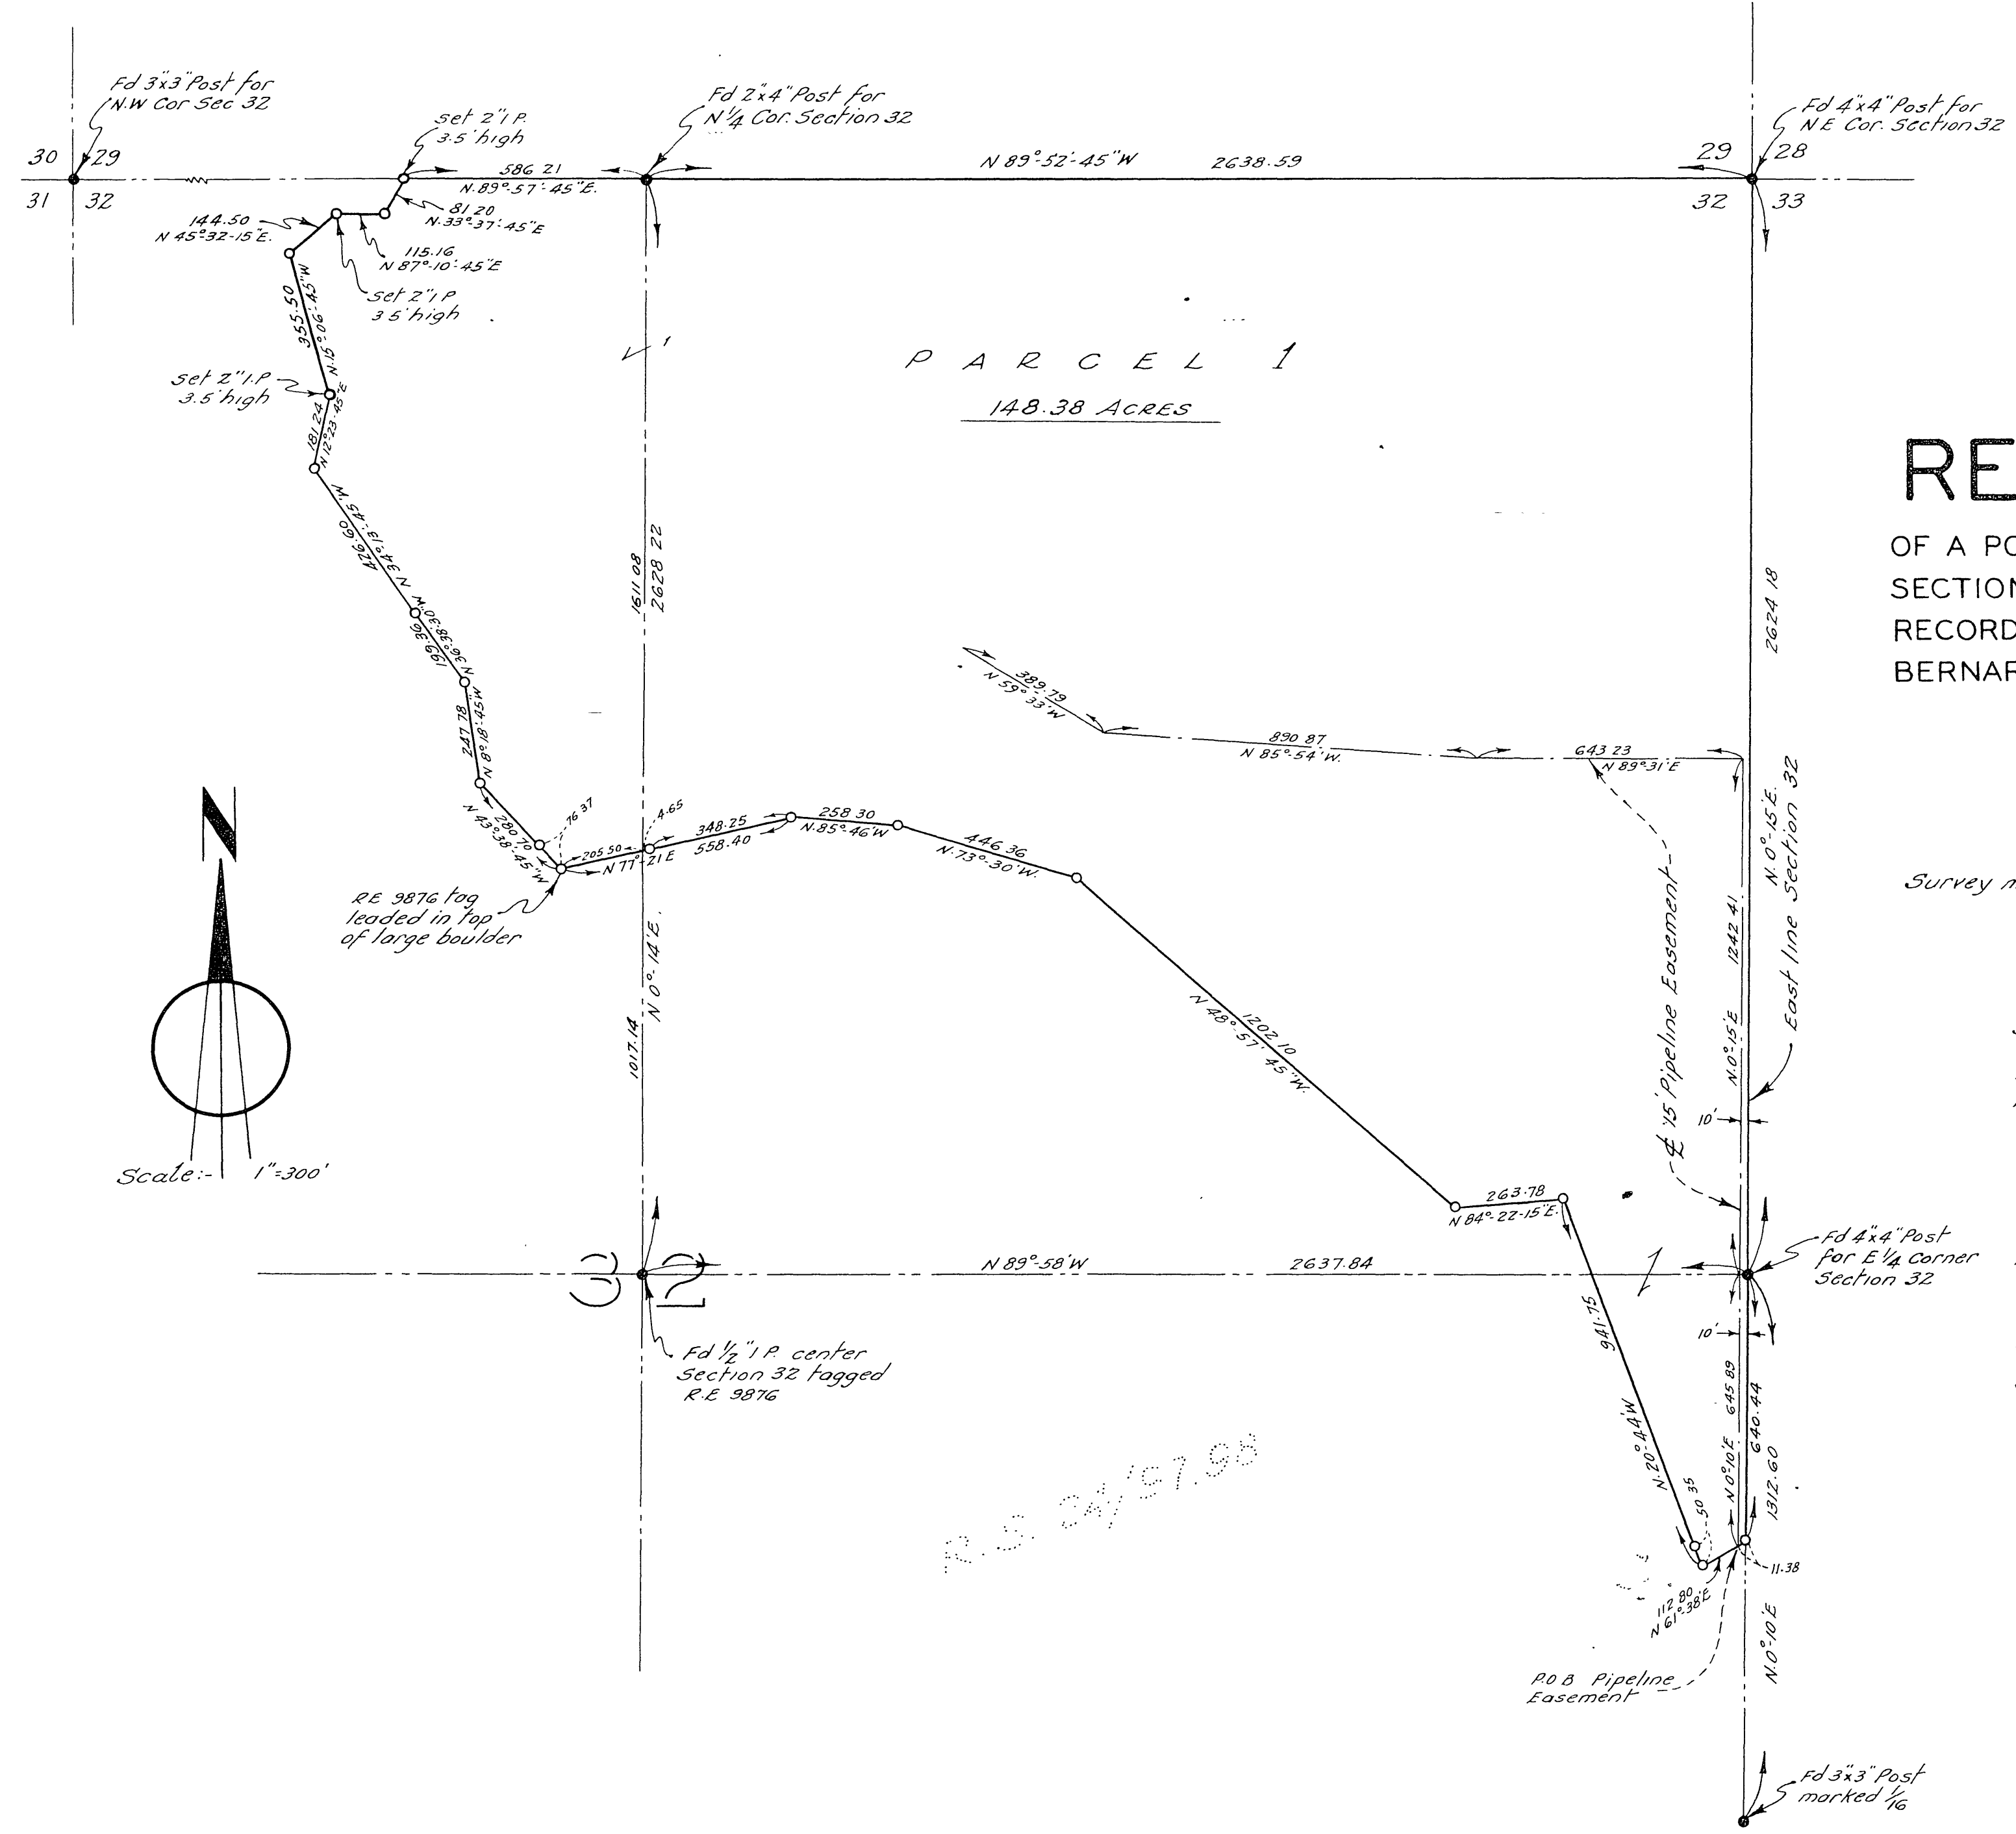 Fd 3"x3" Post for
N.W Cor Sec 32
set 2" I P.
3.5' high
Fd 2"x4" Post for
N 1/4 Cor. Section 32
Fd 4"x4" Post for
N E Cor. Section 32
30 29
31 32
586 21
N.89°-57'-45"E.
N 89°-52'-45"W 2638.59
29 28
32 33
144.50
N 45°-32-15"E.
81 20
N.33°-37'-45"E
115.16
N 87°-10'-45"E
set 2" I P
3 5' high
355.50
N.15°-06'-45"W
set 2" I.P
3.5' high
181 24
N 12°-23'-45"E
P A R C E L 1
148.38 ACRES
1
RE
OF A PO
SECTION
RECORD
BERNAR
426.60
N 34°-13'-45"W
199.36
N 36°-38'-30"W
1611 08
2628 22
2624 18
247 78
N 8°-18'-45"W
389.79
N 59°-33'W
890 87
N 85°-54'W.
643 23
N 89°-31'E
N
280.70
N 43°-38'-45"W
76 37
4.65
205 50
N 77°-21 E
348.25
558.40
258 30
N.85°-46'W
446 36
N.73°-30'W.
N.0°-15'E.
East line Section 32
Survey m
RE 9876 tag
leaded in top
of large boulder
N 0°-14'E.
1017.14
1202 10
N 48°-57'-45"W.
℄ 15' Pipeline Easement
1242 41
N.0°-15'E
10'
Scale:- 1"=300'
263.78
N 84°-22-15"E.
N 89°-58'W 2637.84
32
1
Fd 4"x4" Post
for E 1/4 Corner
Section 32
10'
Fd 1/2" I P. center
Section 32 tagged
R.E 9876
941.75
N.20°-44'W
645 89
N 0°-10'E
640.44
1312.60
R.S. 34/97.98
50 35
11.38
112 80
N 61°-38'E
N.0°-10'E
P.O B Pipeline
Easement
Fd 3"x3" Post
marked 1/16